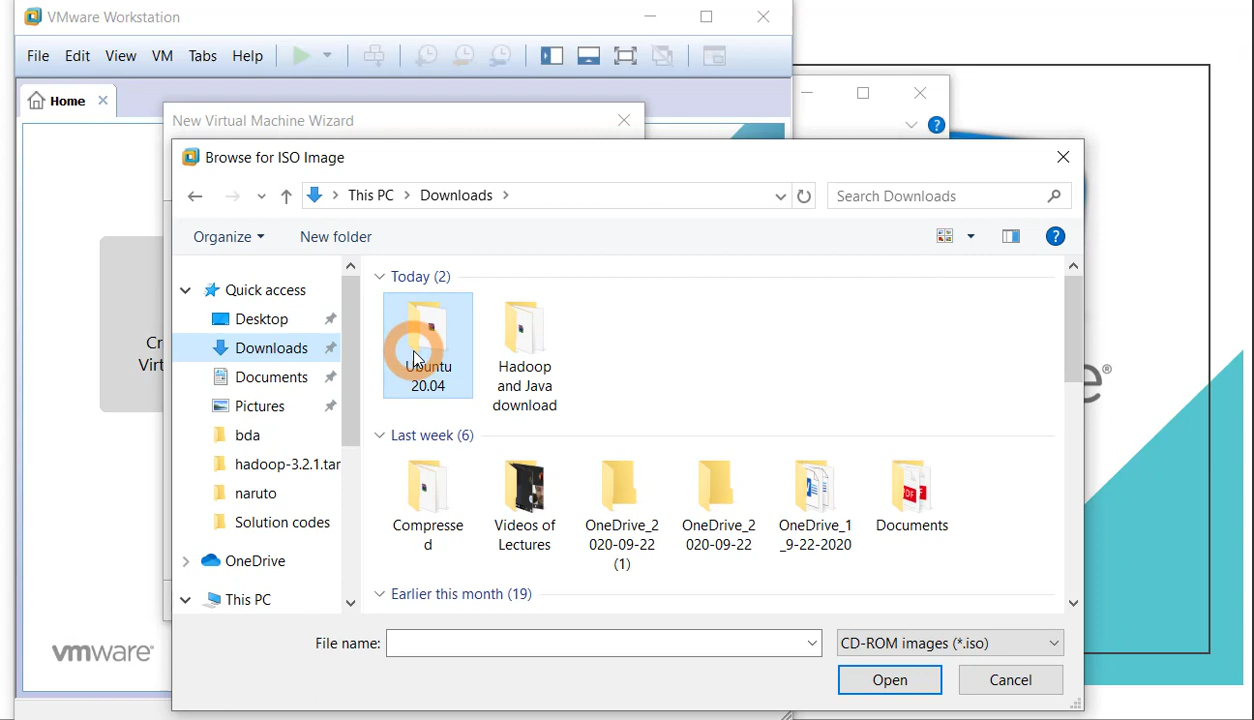 VMware Workstation
File Edit View VM Tabs Help
Home
New Virtual Machine Wizard
Browse for ISO Image
This PC Downloads
Search Downloads
Organize New folder
Quick access
Desktop
Downloads
Documents
Pictures
bda
hadoop-3.2.1.tar
naruto
Solution codes
OneDrive
This PC
Today (2)
Ubuntu
20.04
Hadoop
and Java
download
Last week (6)
Compresse
d
Videos of
Lectures
OneDrive_2
020-09-22
(1)
OneDrive_2
020-09-22
OneDrive_1
_9-22-2020
Documents
Earlier this month (19)
File name:
CD-ROM images (*.iso)
Open Cancel
Cr
Virt
vmware®
e®